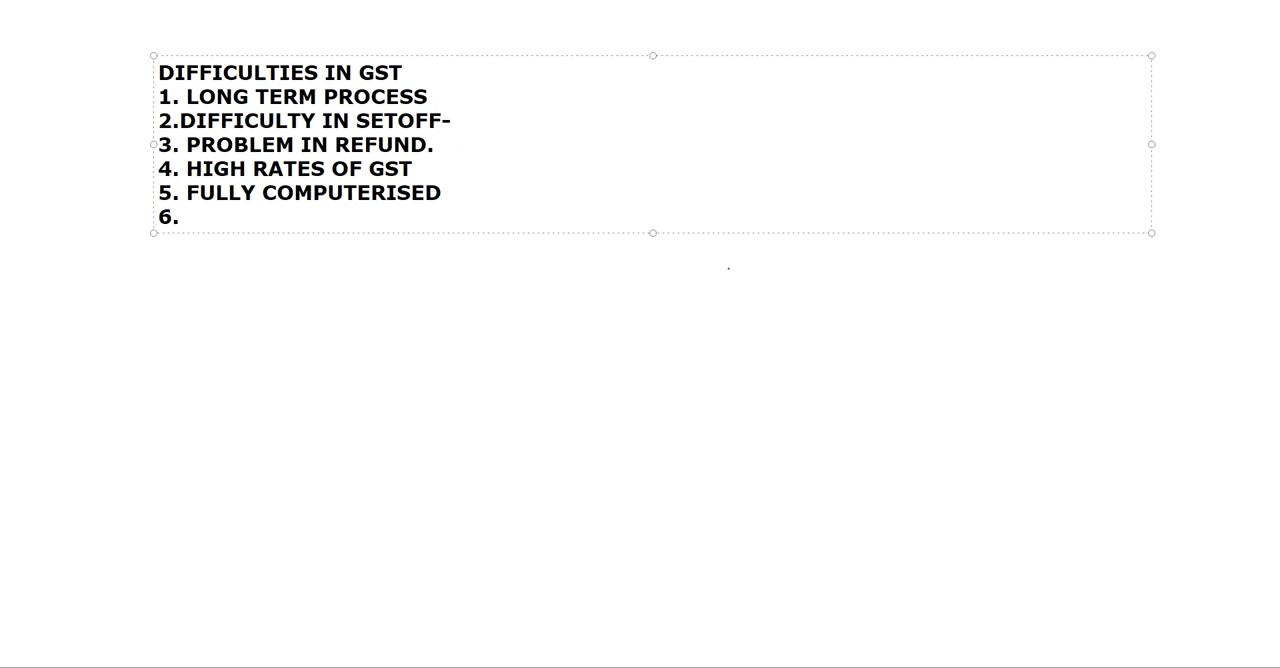 DIFFICULTIES IN GST
1. LONG TERM PROCESS
2.DIFFICULTY IN SETOFF-
3. PROBLEM IN REFUND.
4. HIGH RATES OF GST
5. FULLY COMPUTERISED
6.